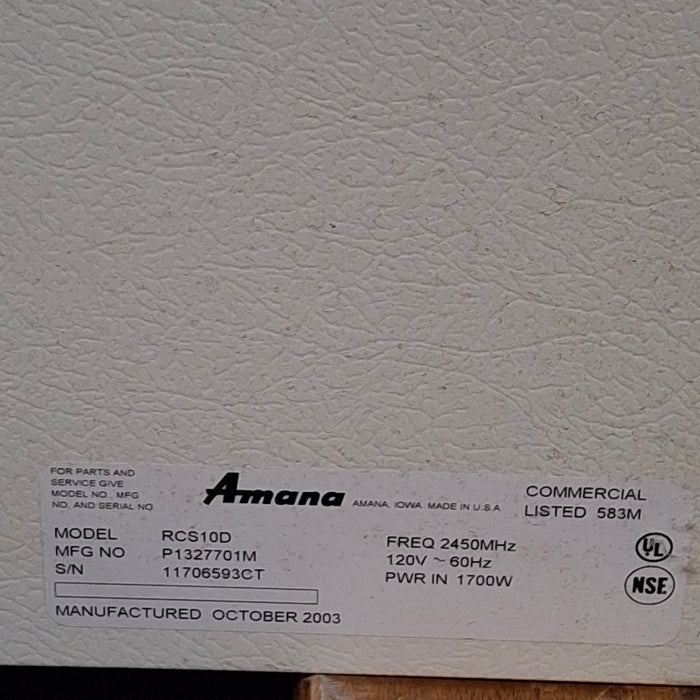 FOR PARTS AND
SERVICE GIVE
MODEL NO., MFG
NO, AND SERIAL NO
Amana
AMANA, IOWA. MADE IN U.S.A
COMMERCIAL
LISTED 583M
MODEL RCS10D
MFG NO P1327701M
S/N 11706593CT
FREQ 2450MHz
120V ~ 60Hz
PWR IN 1700W
UL
NSF
MANUFACTURED OCTOBER 2003